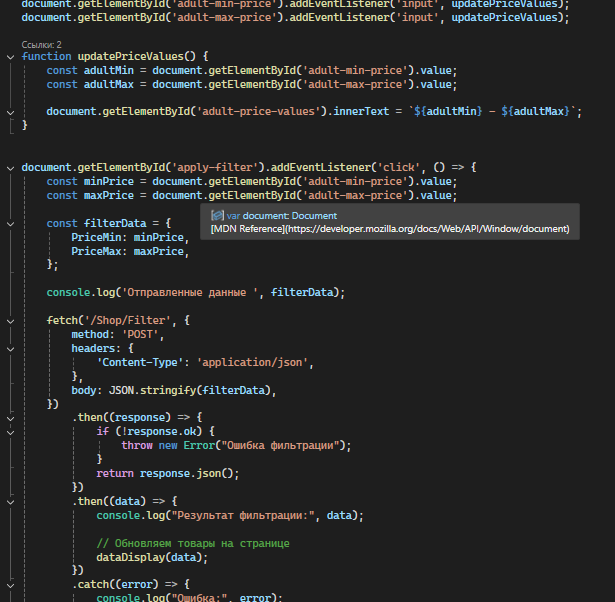 document.getElementById('adult-min-price').addEventListener('input', updatePriceValues);
document.getElementById('adult-max-price').addEventListener('input', updatePriceValues);
Ссылки: 2
function updatePriceValues() {
const adultMin = document.getElementById('adult-min-price').value;
const adultMax = document.getElementById('adult-max-price').value;
document.getElementById('adult-price-values').innerText = `${adultMin} - ${adultMax}`;
}
document.getElementById('apply-filter').addEventListener('click', () => {
const minPrice = document.getElementById('adult-min-price').value;
const maxPrice = document.getElementById('adult-max-price').value;
var document: Document
[MDN Reference](https://developer.mozilla.org/docs/Web/API/Window/document)
const filterData = {
PriceMin: minPrice,
PriceMax: maxPrice,
};
console.log('Отправленные данные ', filterData);
fetch('/Shop/Filter', {
method: 'POST',
headers: {
'Content-Type': 'application/json',
},
body: JSON.stringify(filterData),
})
.then((response) => {
if (!response.ok) {
throw new Error("Ошибка фильтрации");
}
return response.json();
})
.then((data) => {
console.log("Результат фильтрации:", data);
// Обновляем товары на странице
dataDisplay(data);
})
.catch((error) => {
console.log("Ошибка:", error);